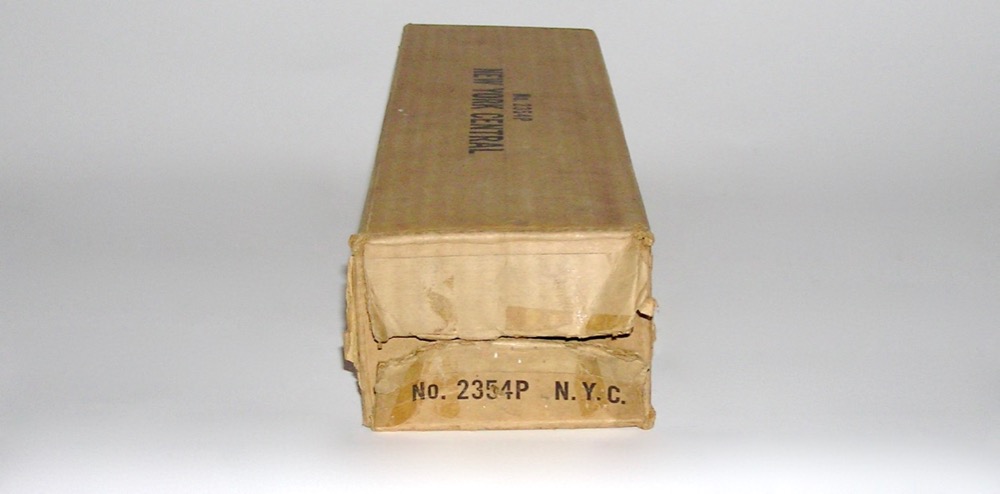 No. 2354P
NEW YORK CENTRAL
No. 2354P N.Y.C.